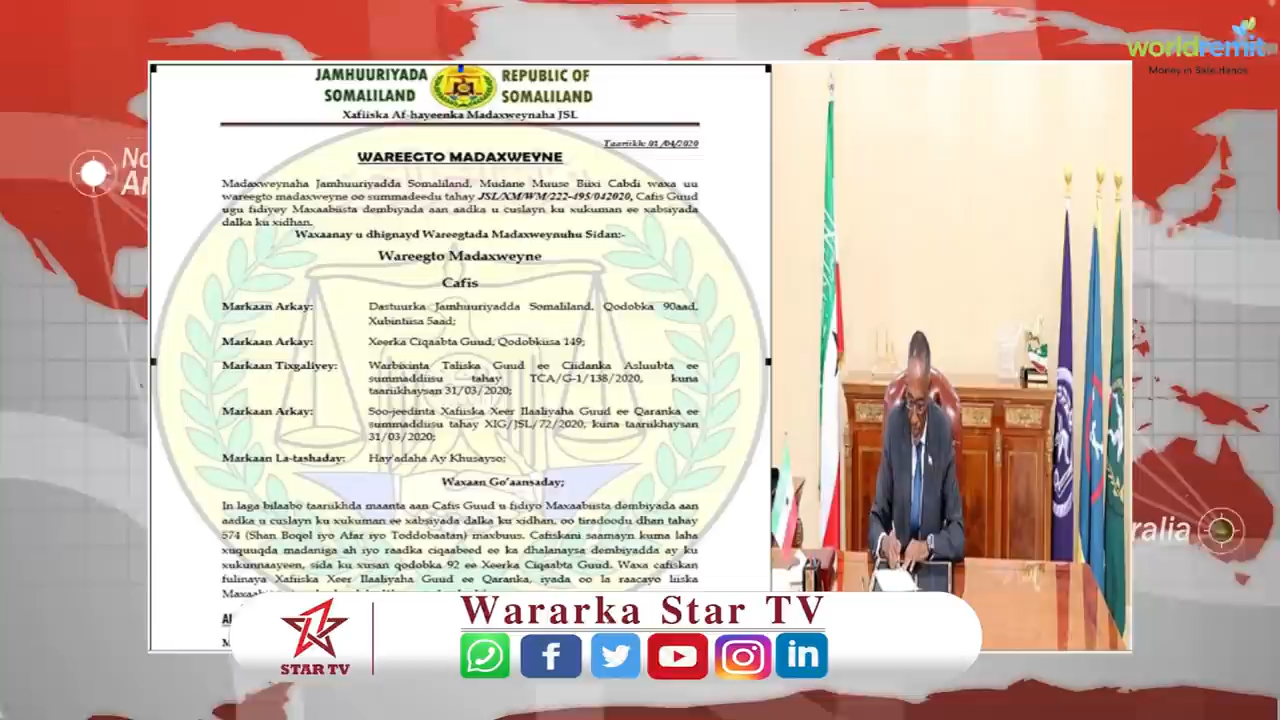 worldremit
Money in Safe Hands
JAMHUURIYADA REPUBLIC OF
SOMALILAND SOMALILAND
Xafiiska Af-hayeenka Madaxweynaha JSL
Taariikh: 01/04/2020
WAREEGTO MADAXWEYNE
Madaxweynaha Jamhuuriyadda Somaliland, Mudane Muuse Biixi Cabdi waxa uu
wareegto madaxweyne oo summadeedu tahay JSL/XM/WM/222-495/042020, Cafis Guud
ugu fidiyey Maxaabiista dembiyada aan aadka u cuslayn ku xukuman ee xabsiyada
dalka ku xidhan.
Waxaanay u dhignayd Wareegtada Madaxweynuhu Sidan:-
Wareegto Madaxweyne
Cafis
Markaan Arkay: Dastuurka Jamhuuriyadda Somaliland, Qodobka 90aad,
Xubintiisa 5aad;
Markaan Arkay: Xeerka Ciqaabta Guud, Qodobkiisa 149;
Markaan Tixgaliyey: Warbixinta Taliska Guud ee Ciidanka Asluubta ee
summaddiisu tahay TCA/G-1/138/2020, kuna
taariikhaysan 31/03/2020;
Markaan Arkay: Soo-jeedinta Xafiiska Xeer Ilaaliyaha Guud ee Qaranka ee
summaddusu tahay XIG/JSL/72/2020, kuna taariikhaysan
31/03/2020;
Markaan La-tashaday: Hay'adaha Ay Khusayso;
Waxaan Go'aansaday;
In laga bilaabo taariikhda maanta aan Cafis Guud u fidiyo Maxaabiista dembiyada aan
aadka u cuslayn ku xukuman ee xabsiyada dalka ku xidhan, oo tiradoodu dhan tahay
574 (Shan Boqol iyo Afar iyo Toddobaatan) maxbuus. Cafiskani saamayn kuma laha
xuquuqda madaniga ah iyo raadka ciqaabeed ee ka dhalanaysa dembiyadda ay ku
xukunnaayeen, sida ku xusan qodobka 92 ee Xeerka Ciqaabta Guud. Waxa cafiskan
fulinaya Xafiiska Xeer Ilaaliyaha Guud ee Qaranka, iyada oo la raacayo liiska
Wararka Star TV
STAR TV